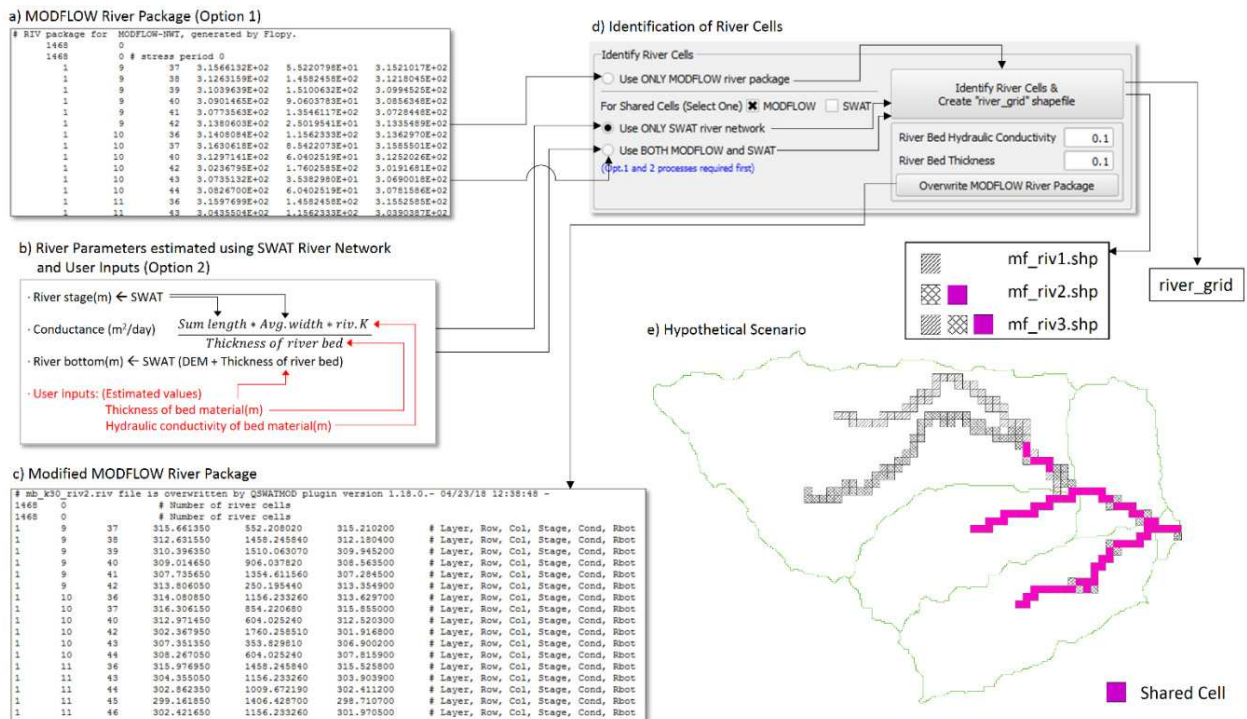 a) MODFLOW River Package (Option 1)
# RIV package for MODFLOW-NWT, generated by Flopy.
1468 0
1468 0 # stress period 0
1 9 37 3.1566132E+02 5.5220798E+01 3.1521017E+02
1 9 38 3.1263159E+02 1.4582458E+02 3.1218045E+02
1 9 39 3.1039639E+02 1.5100632E+02 3.0994525E+02
1 9 40 3.0901465E+02 9.0603783E+01 3.0856348E+02
1 9 41 3.0773563E+02 1.3546117E+02 3.0728448E+02
1 9 42 3.1380603E+02 2.5019541E+01 3.1335489E+02
1 10 36 3.1408084E+02 1.1562333E+02 3.1362970E+02
1 10 37 3.1630618E+02 8.5422073E+01 3.1585501E+02
1 10 40 3.1297141E+02 6.0402519E+01 3.1252026E+02
1 10 42 3.0236795E+02 1.7602585E+02 3.0191681E+02
1 10 43 3.0735132E+02 3.5382980E+01 3.0690018E+02
1 10 44 3.0826700E+02 6.0402519E+01 3.0781586E+02
1 11 36 3.1597699E+02 1.4582458E+02 3.1552585E+02
1 11 43 3.0435504E+02 1.1562333E+02 3.0390387E+02
b) River Parameters estimated using SWAT River Network
and User Inputs (Option 2)
· River stage(m) ← SWAT
· Conductance (m²/day)
Sum length * Avg. width * riv. K
Thickness of river bed
· River bottom(m) ← SWAT (DEM + Thickness of river bed)
· User Inputs: (Estimated values)
Thickness of bed material(m)
Hydraulic conductivity of bed material(m)
c) Modified MODFLOW River Package
# mb_k30_riv2.riv file is overwritten by QSWATMOD plugin version 1.18.0.- 04/23/18 12:38:48 -
1468 0 # Number of river cells
1468 0 # Number of river cells
1 9 37 315.661350 552.208020 315.210200 # Layer, Row, Col, Stage, Cond, Rbot
1 9 38 312.631550 1458.245840 312.180400 # Layer, Row, Col, Stage, Cond, Rbot
1 9 39 310.396350 1510.063070 309.945200 # Layer, Row, Col, Stage, Cond, Rbot
1 9 40 309.014650 906.037820 308.563500 # Layer, Row, Col, Stage, Cond, Rbot
1 9 41 307.735650 1354.611560 307.284500 # Layer, Row, Col, Stage, Cond, Rbot
1 9 42 313.806050 250.195440 313.354900 # Layer, Row, Col, Stage, Cond, Rbot
1 10 36 314.080850 1156.233260 313.629700 # Layer, Row, Col, Stage, Cond, Rbot
1 10 37 316.306150 854.220680 315.855000 # Layer, Row, Col, Stage, Cond, Rbot
1 10 40 312.971450 604.025240 312.520300 # Layer, Row, Col, Stage, Cond, Rbot
1 10 42 302.367950 1760.258510 301.916800 # Layer, Row, Col, Stage, Cond, Rbot
1 10 43 307.351350 353.829810 306.900200 # Layer, Row, Col, Stage, Cond, Rbot
1 10 44 308.267050 604.025240 307.815900 # Layer, Row, Col, Stage, Cond, Rbot
1 11 36 315.976950 1458.245840 315.525800 # Layer, Row, Col, Stage, Cond, Rbot
1 11 43 304.355050 1156.233260 303.903900 # Layer, Row, Col, Stage, Cond, Rbot
1 11 44 302.862350 1009.672190 302.411200 # Layer, Row, Col, Stage, Cond, Rbot
1 11 45 299.161850 1406.428700 298.710700 # Layer, Row, Col, Stage, Cond, Rbot
1 11 46 302.421650 1156.233260 301.970500 # Layer, Row, Col, Stage, Cond, Rbot
d) Identification of River Cells
Identify River Cells
Use ONLY MODFLOW river package
For Shared Cells (Select One) MODFLOW SWAT
Use ONLY SWAT river network
Use BOTH MODFLOW and SWAT
(Opt.1 and 2 processes required first)
Identify River Cells &
Create "river_grid" shapefile
River Bed Hydraulic Conductivity 0.1
River Bed Thickness 0.1
Overwrite MODFLOW River Package
mf_riv1.shp
mf_riv2.shp
mf_riv3.shp
river_grid
e) Hypothetical Scenario
Shared Cell